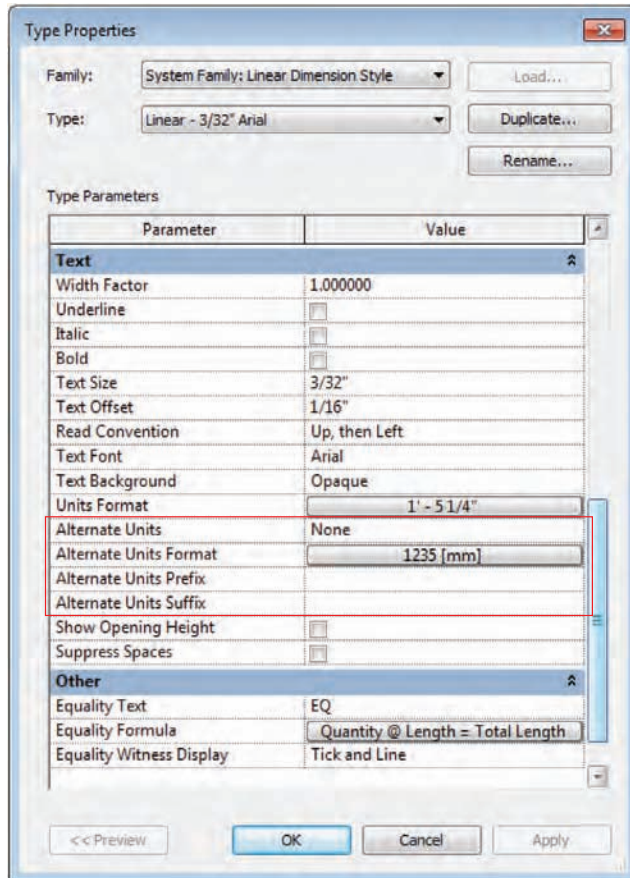 Type Properties
Family: System Family: Linear Dimension Style Load...
Type: Linear - 3/32" Arial Duplicate...
Rename...
Type Parameters
Parameter Value
Text
Width Factor 1.000000
Underline
Italic
Bold
Text Size 3/32"
Text Offset 1/16"
Read Convention Up, then Left
Text Font Arial
Text Background Opaque
Units Format 1' - 5 1/4"
Alternate Units None
Alternate Units Format 1235 [mm]
Alternate Units Prefix
Alternate Units Suffix
Show Opening Height
Suppress Spaces
Other
Equality Text EQ
Equality Formula Quantity @ Length = Total Length
Equality Witness Display Tick and Line
<< Preview OK Cancel Apply